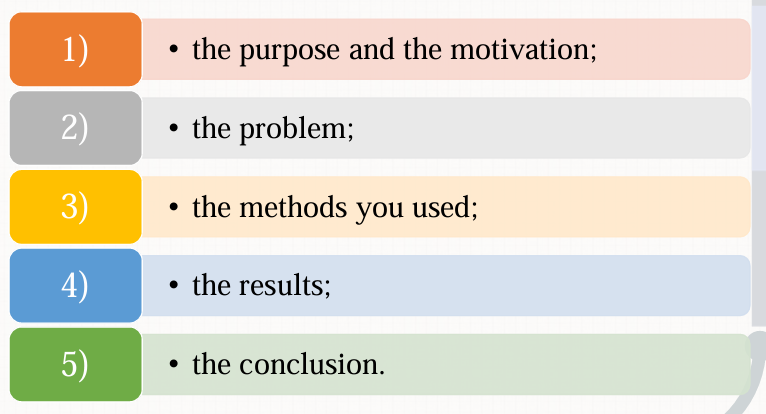 1) • the purpose and the motivation;
2) • the problem;
3) • the methods you used;
4) • the results;
5) • the conclusion.